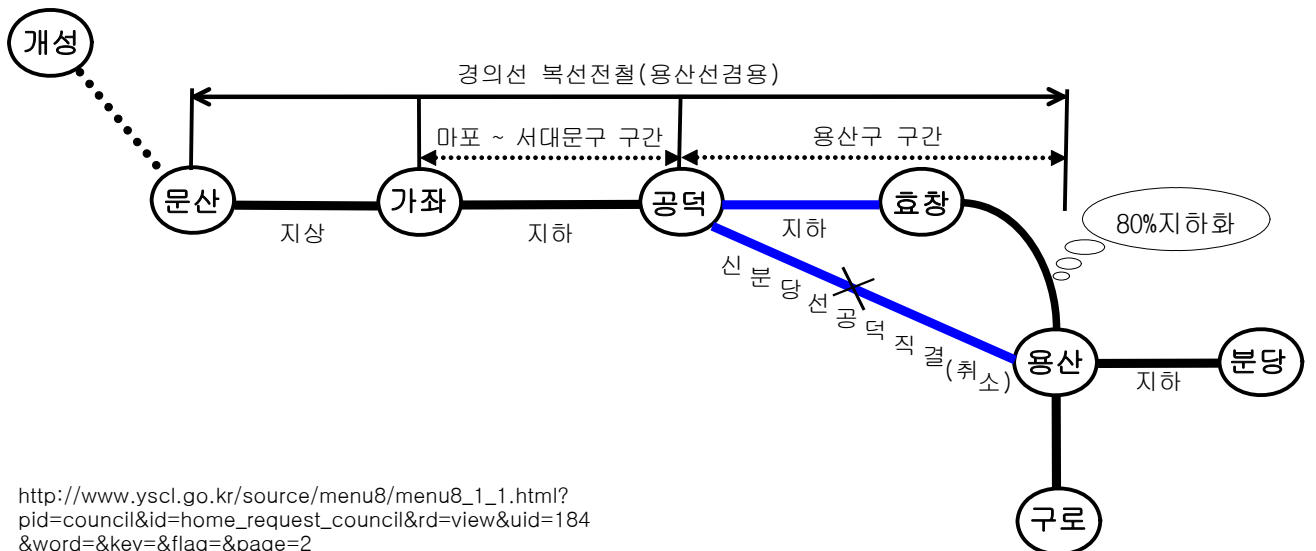 개성
경의선 복선전철(용산선겸용)
마포 ~ 서대문구 구간
용산구 구간
문산
가좌
공덕
효창
80%지하화
지상
지하
지하
신분당선공덕직결(취소)
용산
분당
지하
구로
http://www.yscl.go.kr/source/menu8/menu8_1_1.html?
pid=council&id=home_request_council&rd=view&uid=184
&word=&key=&flag=&page=2